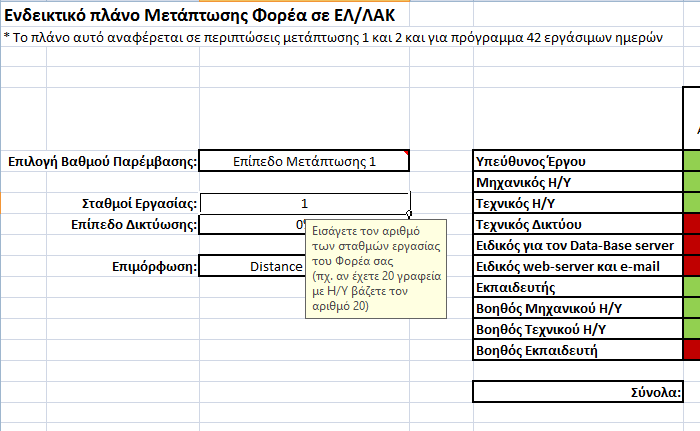 Ενδεικτικό πλάνο Μετάπτωσης Φορέα σε ΕΛ/ΛΑΚ
* Το πλάνο αυτό αναφέρεται σε περιπτώσεις μετάπτωσης 1 και 2 και για πρόγραμμα 42 εργάσιμων ημερών
Επιλογή Βαθμού Παρέμβασης: Επίπεδο Μετάπτωσης 1
Σταθμοί Εργασίας: 1
Επίπεδο Δικτύωσης: 0
Επιμόρφωση: Distance
Εισάγετε τον αριθμό
των σταθμών εργασίας
του Φορέα σας
(πχ. αν έχετε 20 γραφεία
με Η/Υ βάζετε τον
αριθμό 20)
Υπεύθυνος Έργου
Μηχανικός Η/Υ
Τεχνικός Η/Υ
Τεχνικός Δικτύου
Ειδικός για τον Data-Base server
Ειδικός web-server και e-mail
Εκπαιδευτής
Βοηθός Μηχανικού Η/Υ
Βοηθός Τεχνικού Η/Υ
Βοηθός Εκπαιδευτή
Σύνολα: